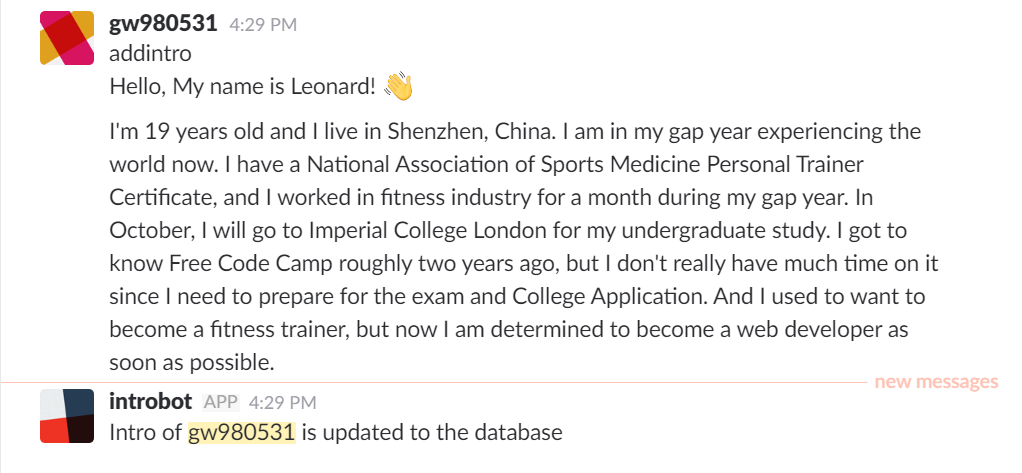 gw980531 4:29 PM
addintro
Hello, My name is Leonard! 👋
I'm 19 years old and I live in Shenzhen, China. I am in my gap year experiencing the
world now. I have a National Association of Sports Medicine Personal Trainer
Certificate, and I worked in fitness industry for a month during my gap year. In
October, I will go to Imperial College London for my undergraduate study. I got to
know Free Code Camp roughly two years ago, but I don't really have much time on it
since I need to prepare for the exam and College Application. And I used to want to
become a fitness trainer, but now I am determined to become a web developer as
soon as possible.
new messages
introbot APP 4:29 PM
Intro of gw980531 is updated to the database